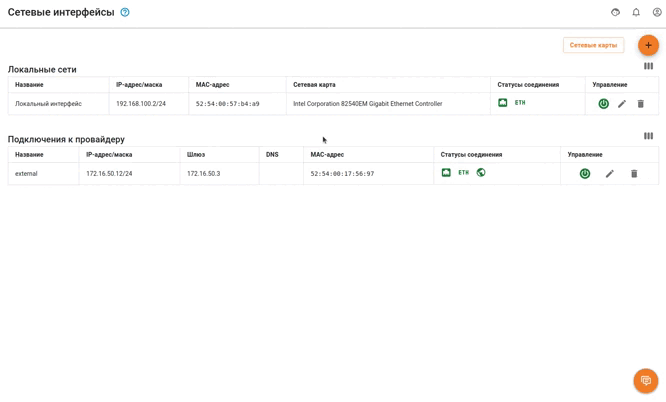 Сетевые интерфейсы
Сетевые карты
Локальные сети
Название IP-адрес/маска MAC-адрес Сетевая карта Статусы соединения Управление
Локальный интерфейс 192.168.100.2/24 52:54:00:57:b4:a9 Intel Corporation 82540EM Gigabit Ethernet Controller ETH
Подключения к провайдеру
Название IP-адрес/маска Шлюз DNS MAC-адрес Статусы соединения Управление
external 172.16.50.12/24 172.16.50.3 52:54:00:17:56:97 ETH